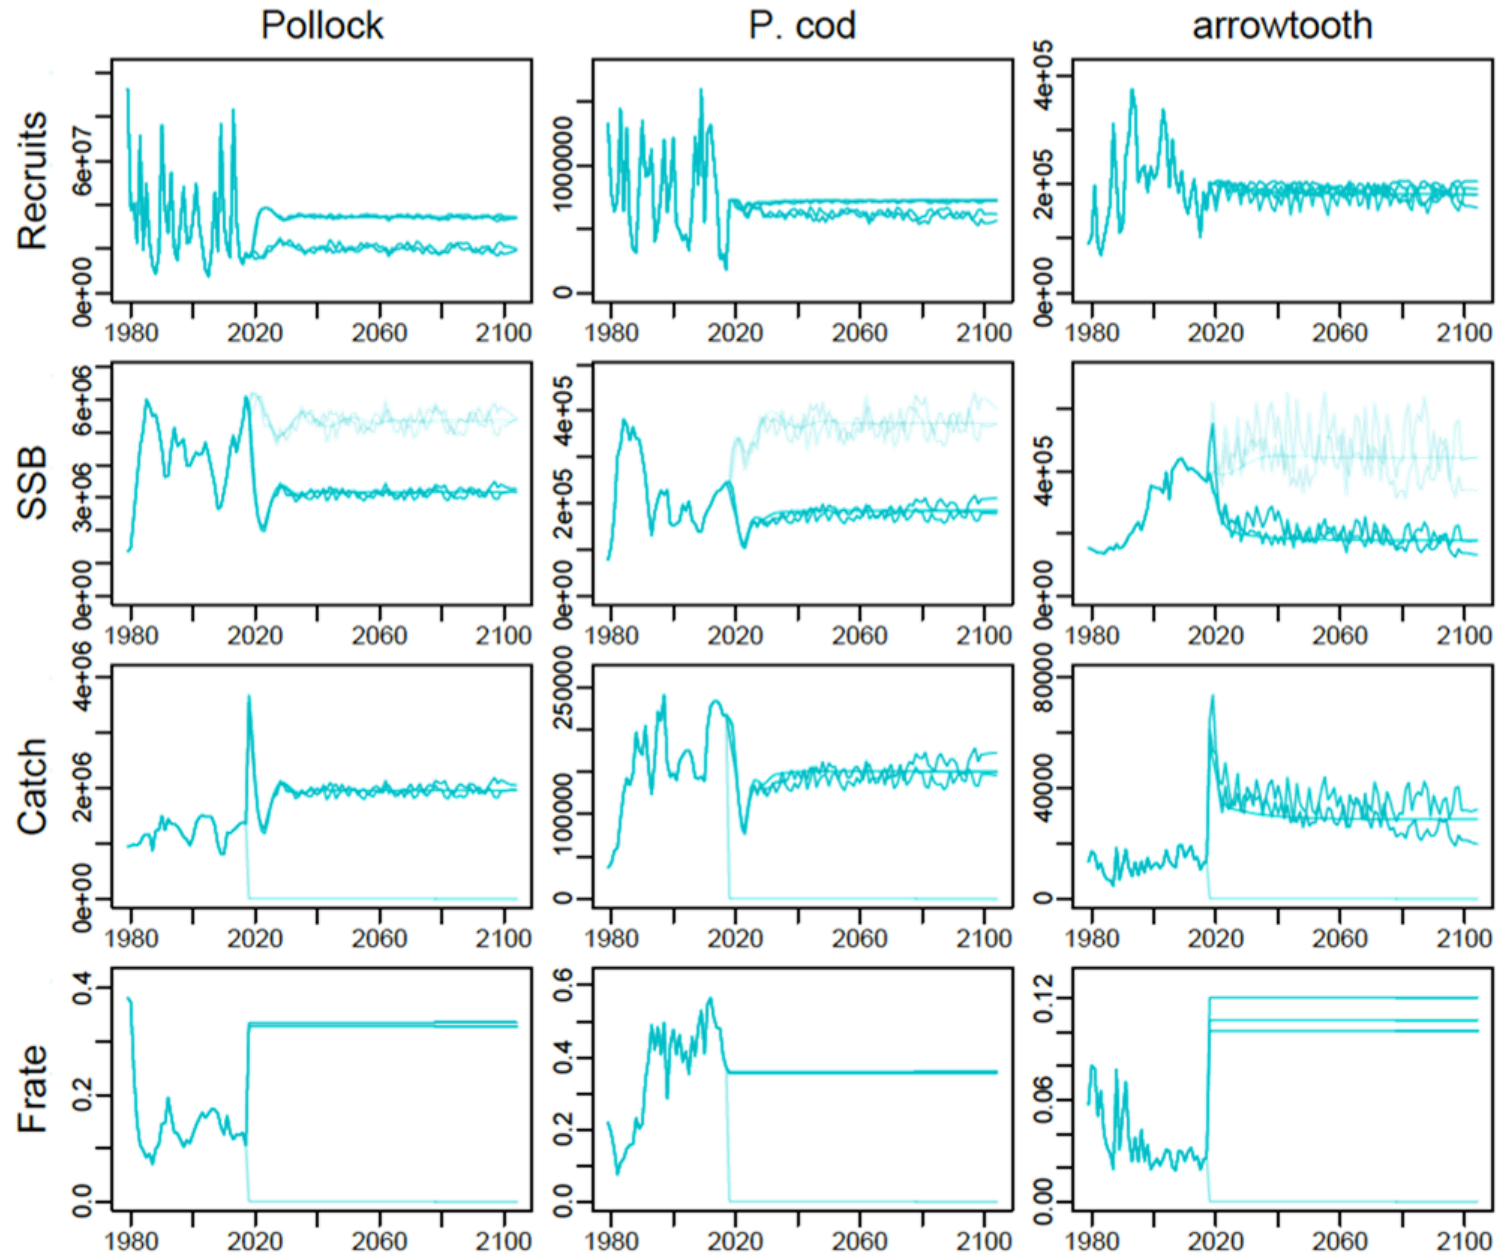 Pollock P. cod arrowtooth
Recruits
0e+00 6e+07
0 1000000
0e+00 2e+05 4e+05
1980 2020 2060 2100 1980 2020 2060 2100 1980 2020 2060 2100
SSB
0e+00 3e+06 6e+06
0e+00 2e+05 4e+05
0e+00 4e+05
1980 2020 2060 2100 1980 2020 2060 2100 1980 2020 2060 2100
Catch
0e+00 2e+06 4e+06
0 100000 250000
0 40000 80000
1980 2020 2060 2100 1980 2020 2060 2100 1980 2020 2060 2100
Frate
0.0 0.2 0.4
0.0 0.2 0.4 0.6
0.00 0.06 0.12
1980 2020 2060 2100 1980 2020 2060 2100 1980 2020 2060 2100